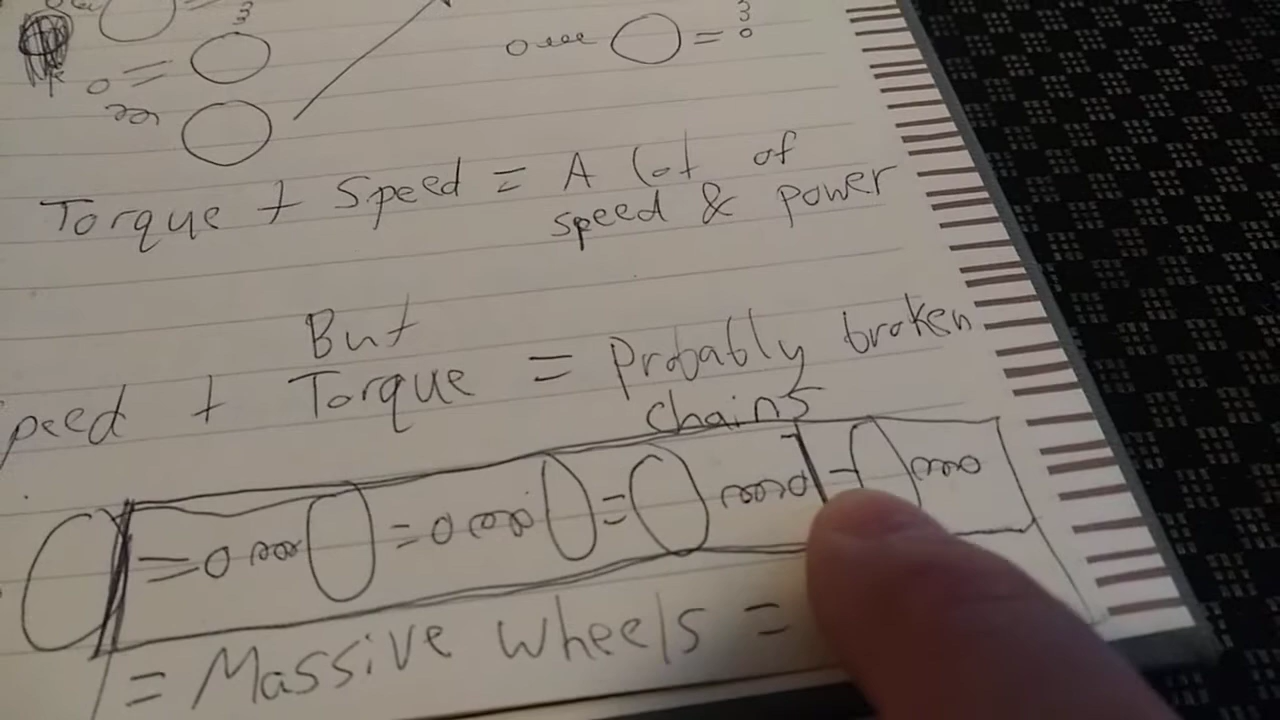 Torque + Speed = A lot of
speed & power
But
peed + Torque = Probably broken
chains
= Massive wheels =